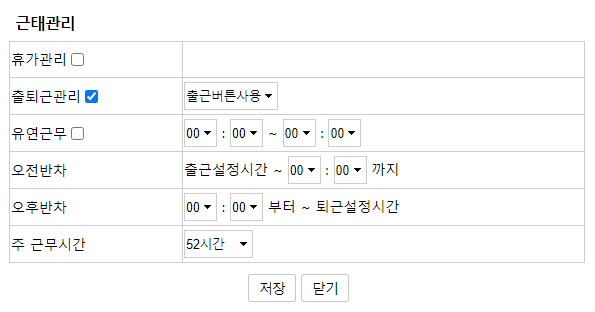 근태관리
휴가관리
출퇴근관리 출근버튼사용
유연근무 00 : 00 ~ 00 : 00
오전반차 출근설정시간 ~ 00 : 00 까지
오후반차 00 : 00 부터 ~ 퇴근설정시간
주 근무시간 52시간
저장 닫기